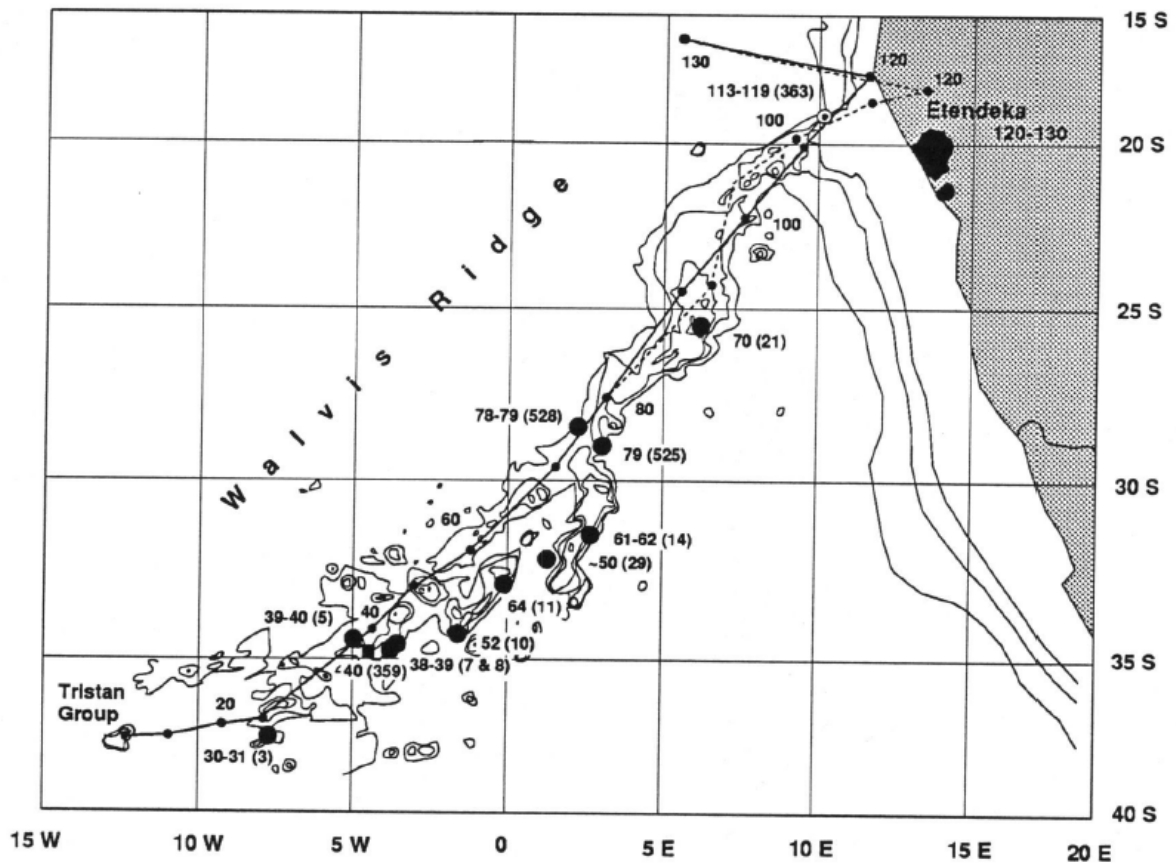 15 S
130
120
120
113-119 (363)
Etendeka
100
120-130
20 S
Walvis Ridge
100
25 S
70 (21)
80
78-79 (528)
79 (525)
30 S
60
61-62 (14)
~50 (29)
64 (11)
39-40 (5)
40
52 (10)
40 (359)
38-39 (7 & 8)
35 S
Tristan
Group
20
30-31 (3)
40 S
15 W
10 W
5 W
0
5 E
10 E
15 E
20 E